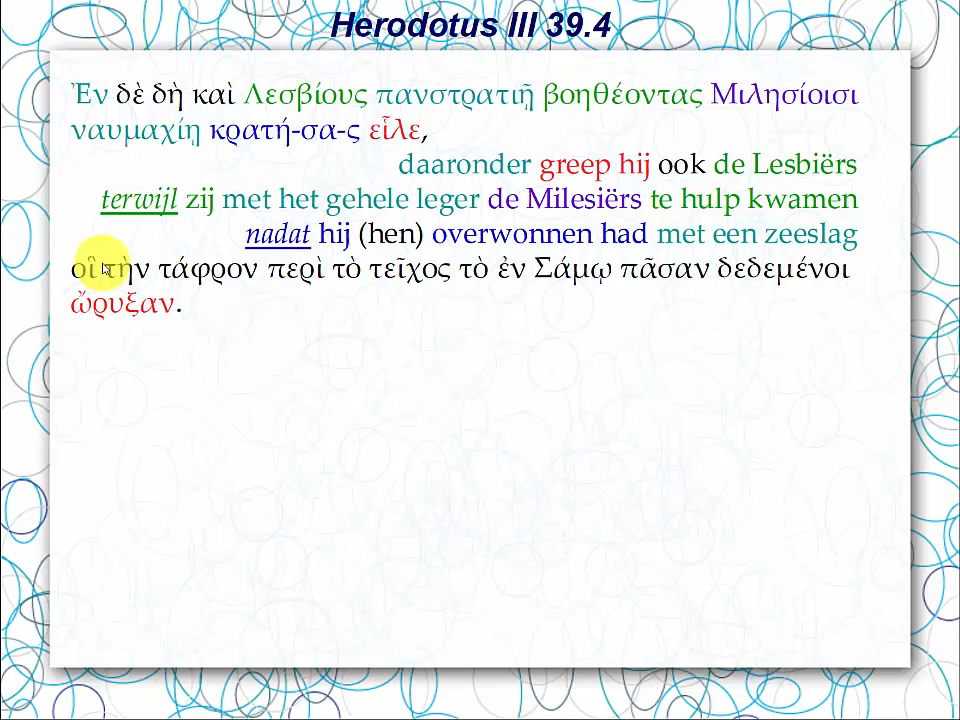 Herodotus III 39.4
Ἐν δὲ δὴ καὶ Λεσβίους πανστρατιῇ βοηθέοντας Μιλησίοισι
ναυμαχίῃ κρατή-σα-ς εἷλε,
daaronder greep hij ook de Lesbiërs
terwijl zij met het gehele leger de Milesiërs te hulp kwamen
nadat hij (hen) overwonnen had met een zeeslag
οἳ τὴν τάφρον περὶ τὸ τεῖχος τὸ ἐν Σάμῳ πᾶσαν δεδεμένοι
ὤρυξαν.